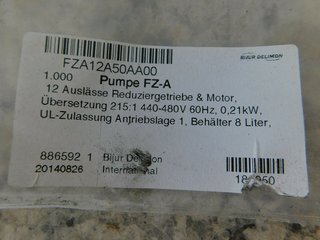 BIJUR DELIMON
FZA12A50AA00
1.000 Pumpe FZ-A
12 Auslässe Reduziergetriebe & Motor,
Übersetzung 215:1 440-480V 60Hz, 0,21kW,
UL-Zulassung Antriebslage 1, Behälter 8 Liter,
886592 1 Bijur Delimon
20140826 International